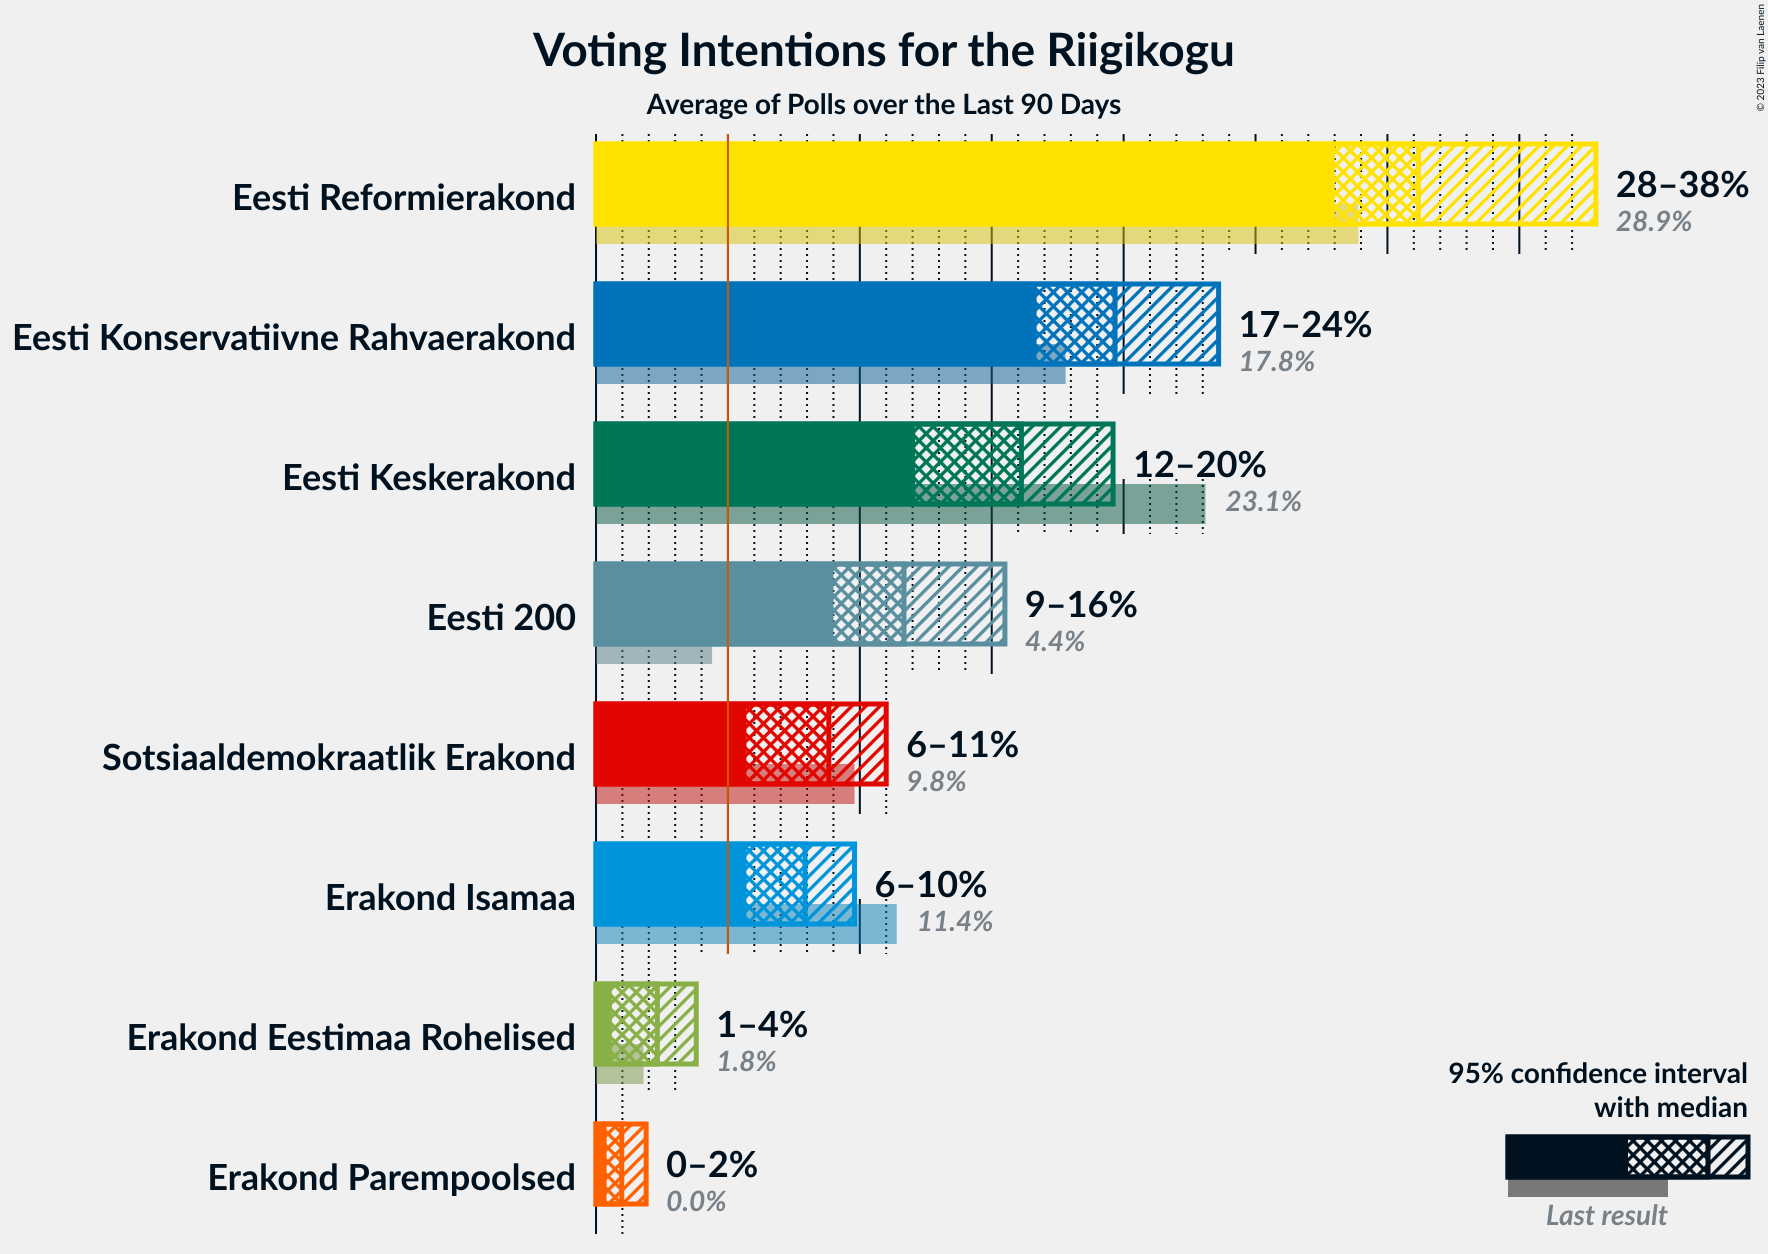 Voting Intentions for the Riigikogu
Average of Polls over the Last 90 Days
© 2023 Filip van Laenen
Eesti Reformierakond
28–38%
28.9%
Eesti Konservatiivne Rahvaerakond
17–24%
17.8%
Eesti Keskerakond
12–20%
23.1%
Eesti 200
9–16%
4.4%
Sotsiaaldemokraatlik Erakond
6–11%
9.8%
Erakond Isamaa
6–10%
11.4%
Erakond Eestimaa Rohelised
1–4%
1.8%
Erakond Parempoolsed
0–2%
0.0%
95% confidence interval
with median
Last result